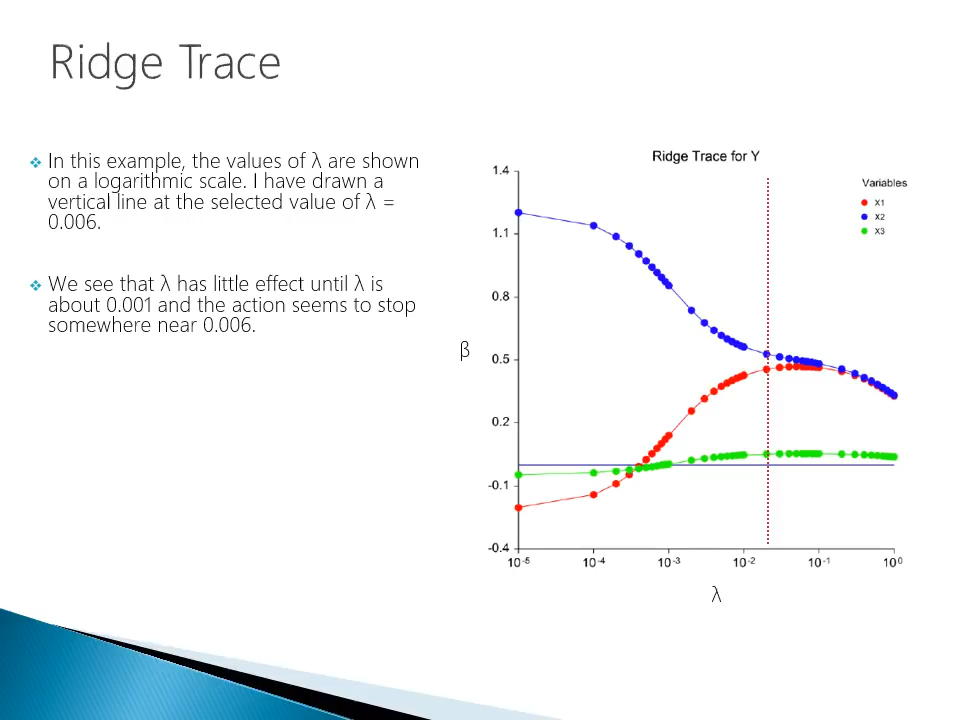 Ridge Trace
❖ In this example, the values of λ are shown
on a logarithmic scale. I have drawn a
vertical line at the selected value of λ =
0.006.
❖ We see that λ has little effect until λ is
about 0.001 and the action seems to stop
somewhere near 0.006.
Ridge Trace for Y
Variables
X1
X2
X3
1.4
1.1
0.8
0.5
0.2
-0.1
-0.4
β
10⁻⁵ 10⁻⁴ 10⁻³ 10⁻² 10⁻¹ 10⁰
λ